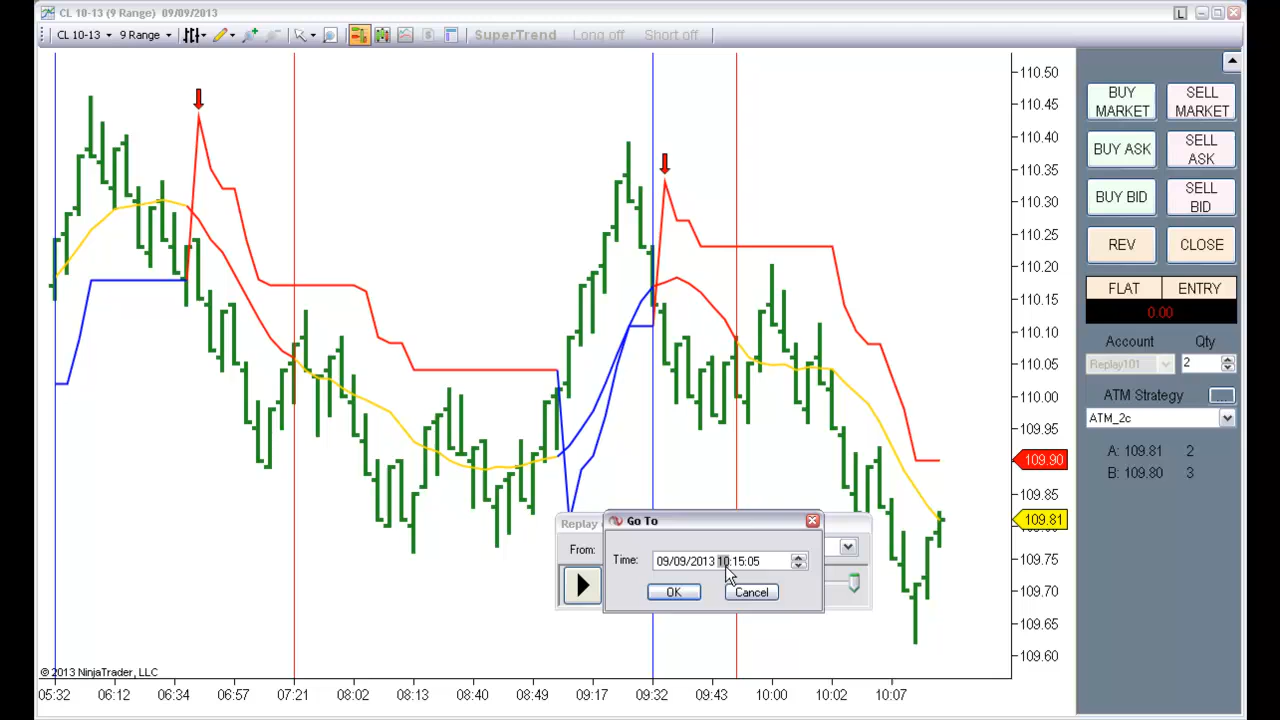 CL 10-13 (9 Range)  09/09/2013
L
CL 10-13
9 Range
SuperTrend
Long off
Short off
110.50
110.45
110.40
110.35
110.30
110.25
110.20
110.15
110.10
110.05
110.00
109.95
109.90
109.85
109.81
109.75
109.70
109.65
109.60
BUY MARKET
SELL MARKET
BUY ASK
SELL ASK
BUY BID
SELL BID
REV
CLOSE
FLAT
ENTRY
0.00
Account
Qty
Replay101
2
ATM Strategy
ATM_2c
A: 109.81 2
B: 109.80 3
Replay
From:
Go To
Time:
09/09/2013 10:15:05
OK
Cancel
© 2013 NinjaTrader, LLC
05:32
06:12
06:34
06:57
07:21
08:02
08:13
08:40
08:49
09:17
09:32
09:43
10:00
10:02
10:07